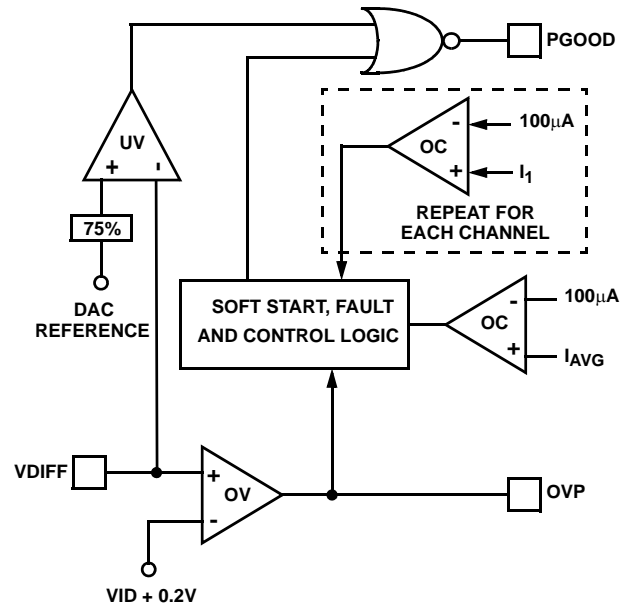 PGOOD
UV
+ -
75%
DAC
REFERENCE
-
OC
+
100µA
I1
REPEAT FOR
EACH CHANNEL
SOFT START, FAULT
AND CONTROL LOGIC
-
OC
+
100µA
IAVG
VDIFF
+
OV
-
OVP
VID + 0.2V